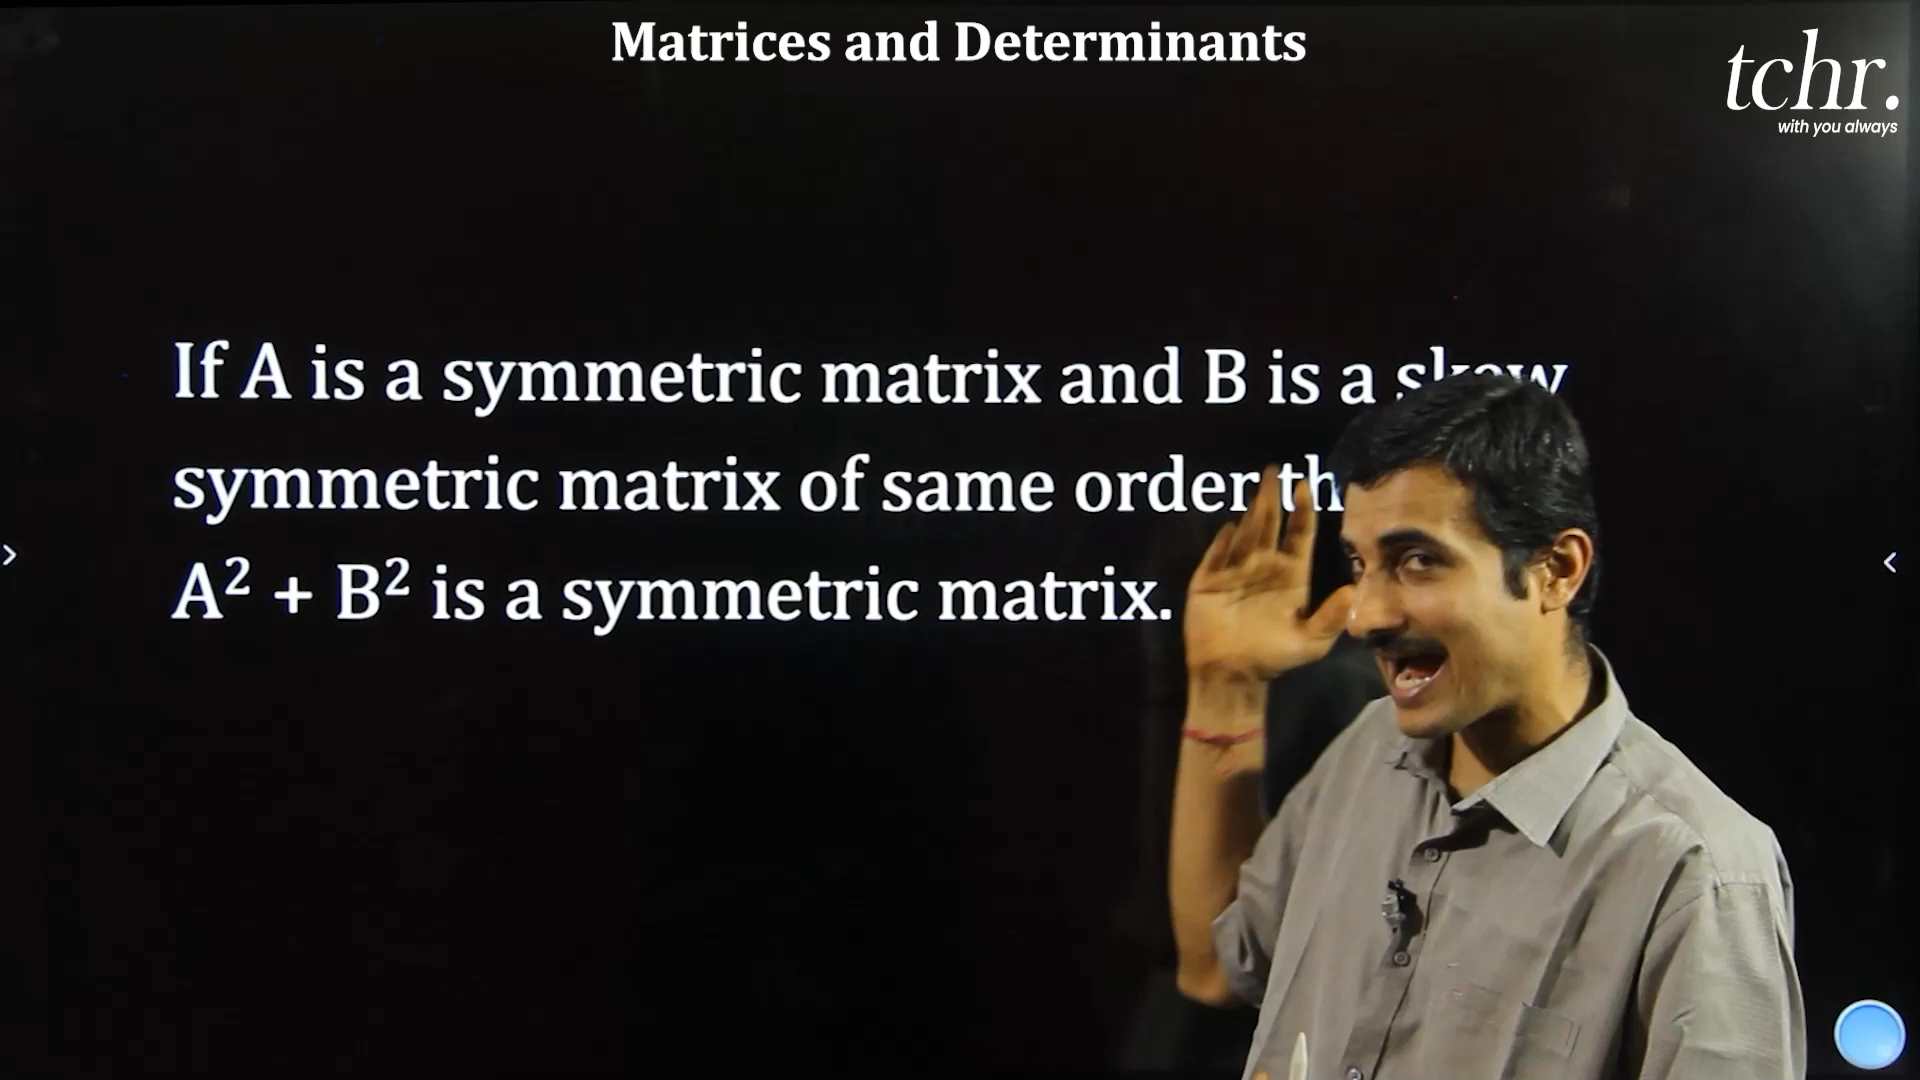 Matrices and Determinants
tchr.
with you always
If A is a symmetric matrix and B is a skew
symmetric matrix of same order
A² + B² is a symmetric matrix.